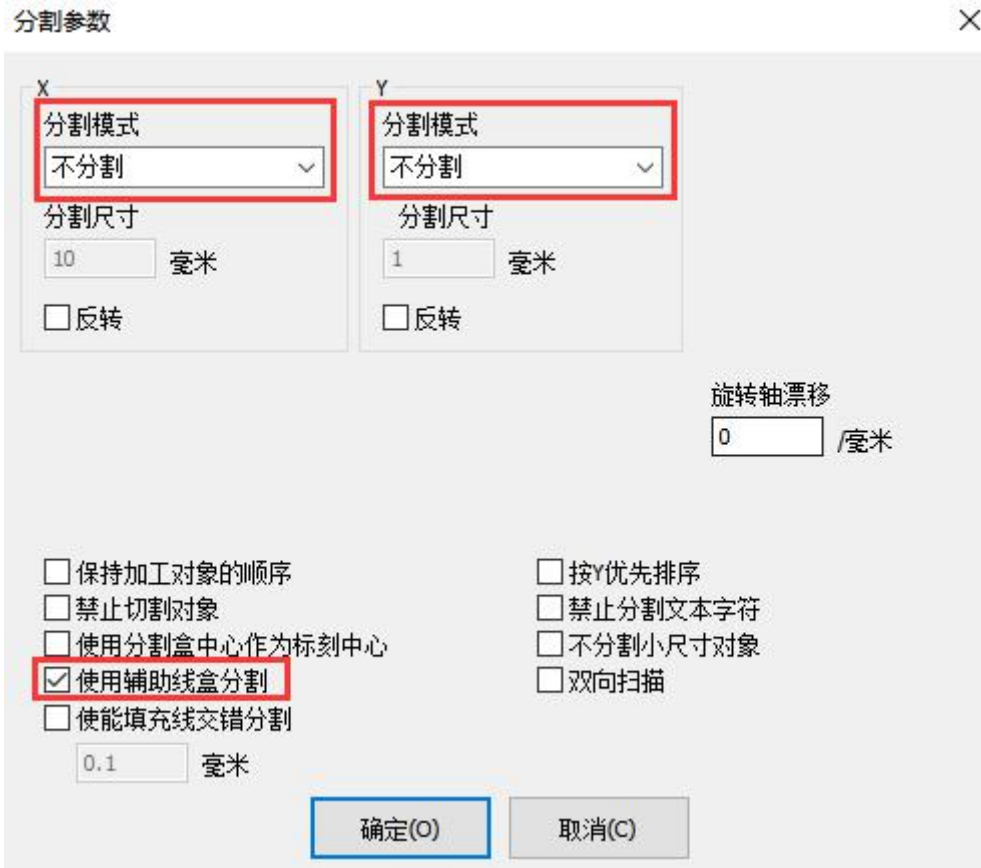 分割参数
X
分割模式
不分割
分割尺寸
10 毫米
反转
Y
分割模式
不分割
分割尺寸
1 毫米
反转
旋转轴漂移
0 /毫米
保持加工对象的顺序
禁止切割对象
使用分割盒中心作为标刻中心
使用辅助线盒分割
使能填充线交错分割
0.1 毫米
按Y优先排序
禁止分割文本字符
不分割小尺寸对象
双向扫描
确定(O) 取消(C)